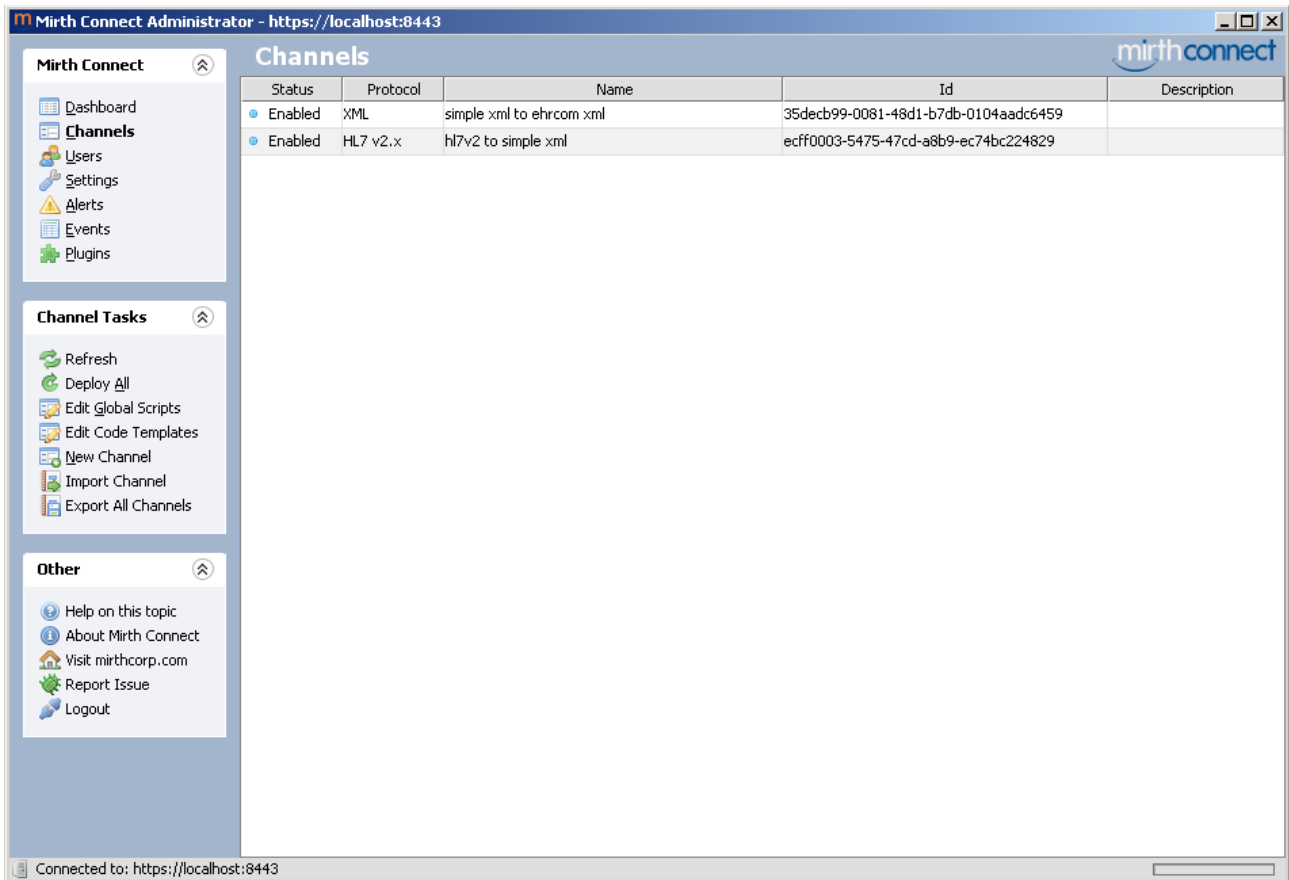 Mirth Connect Administrator - https://localhost:8443
Mirth Connect
Dashboard
Channels
Users
Settings
Alerts
Events
Plugins
Channel Tasks
Refresh
Deploy All
Edit Global Scripts
Edit Code Templates
New Channel
Import Channel
Export All Channels
Other
Help on this topic
About Mirth Connect
Visit mirthcorp.com
Report Issue
Logout
Channels
mirthconnect
Status Protocol Name Id Description
Enabled XML simple xml to ehrcom xml 35decb99-0081-48d1-b7db-0104aadc6459
Enabled HL7 v2.x hl7v2 to simple xml ecff0003-5475-47cd-a8b9-ec74bc224829
Connected to: https://localhost:8443